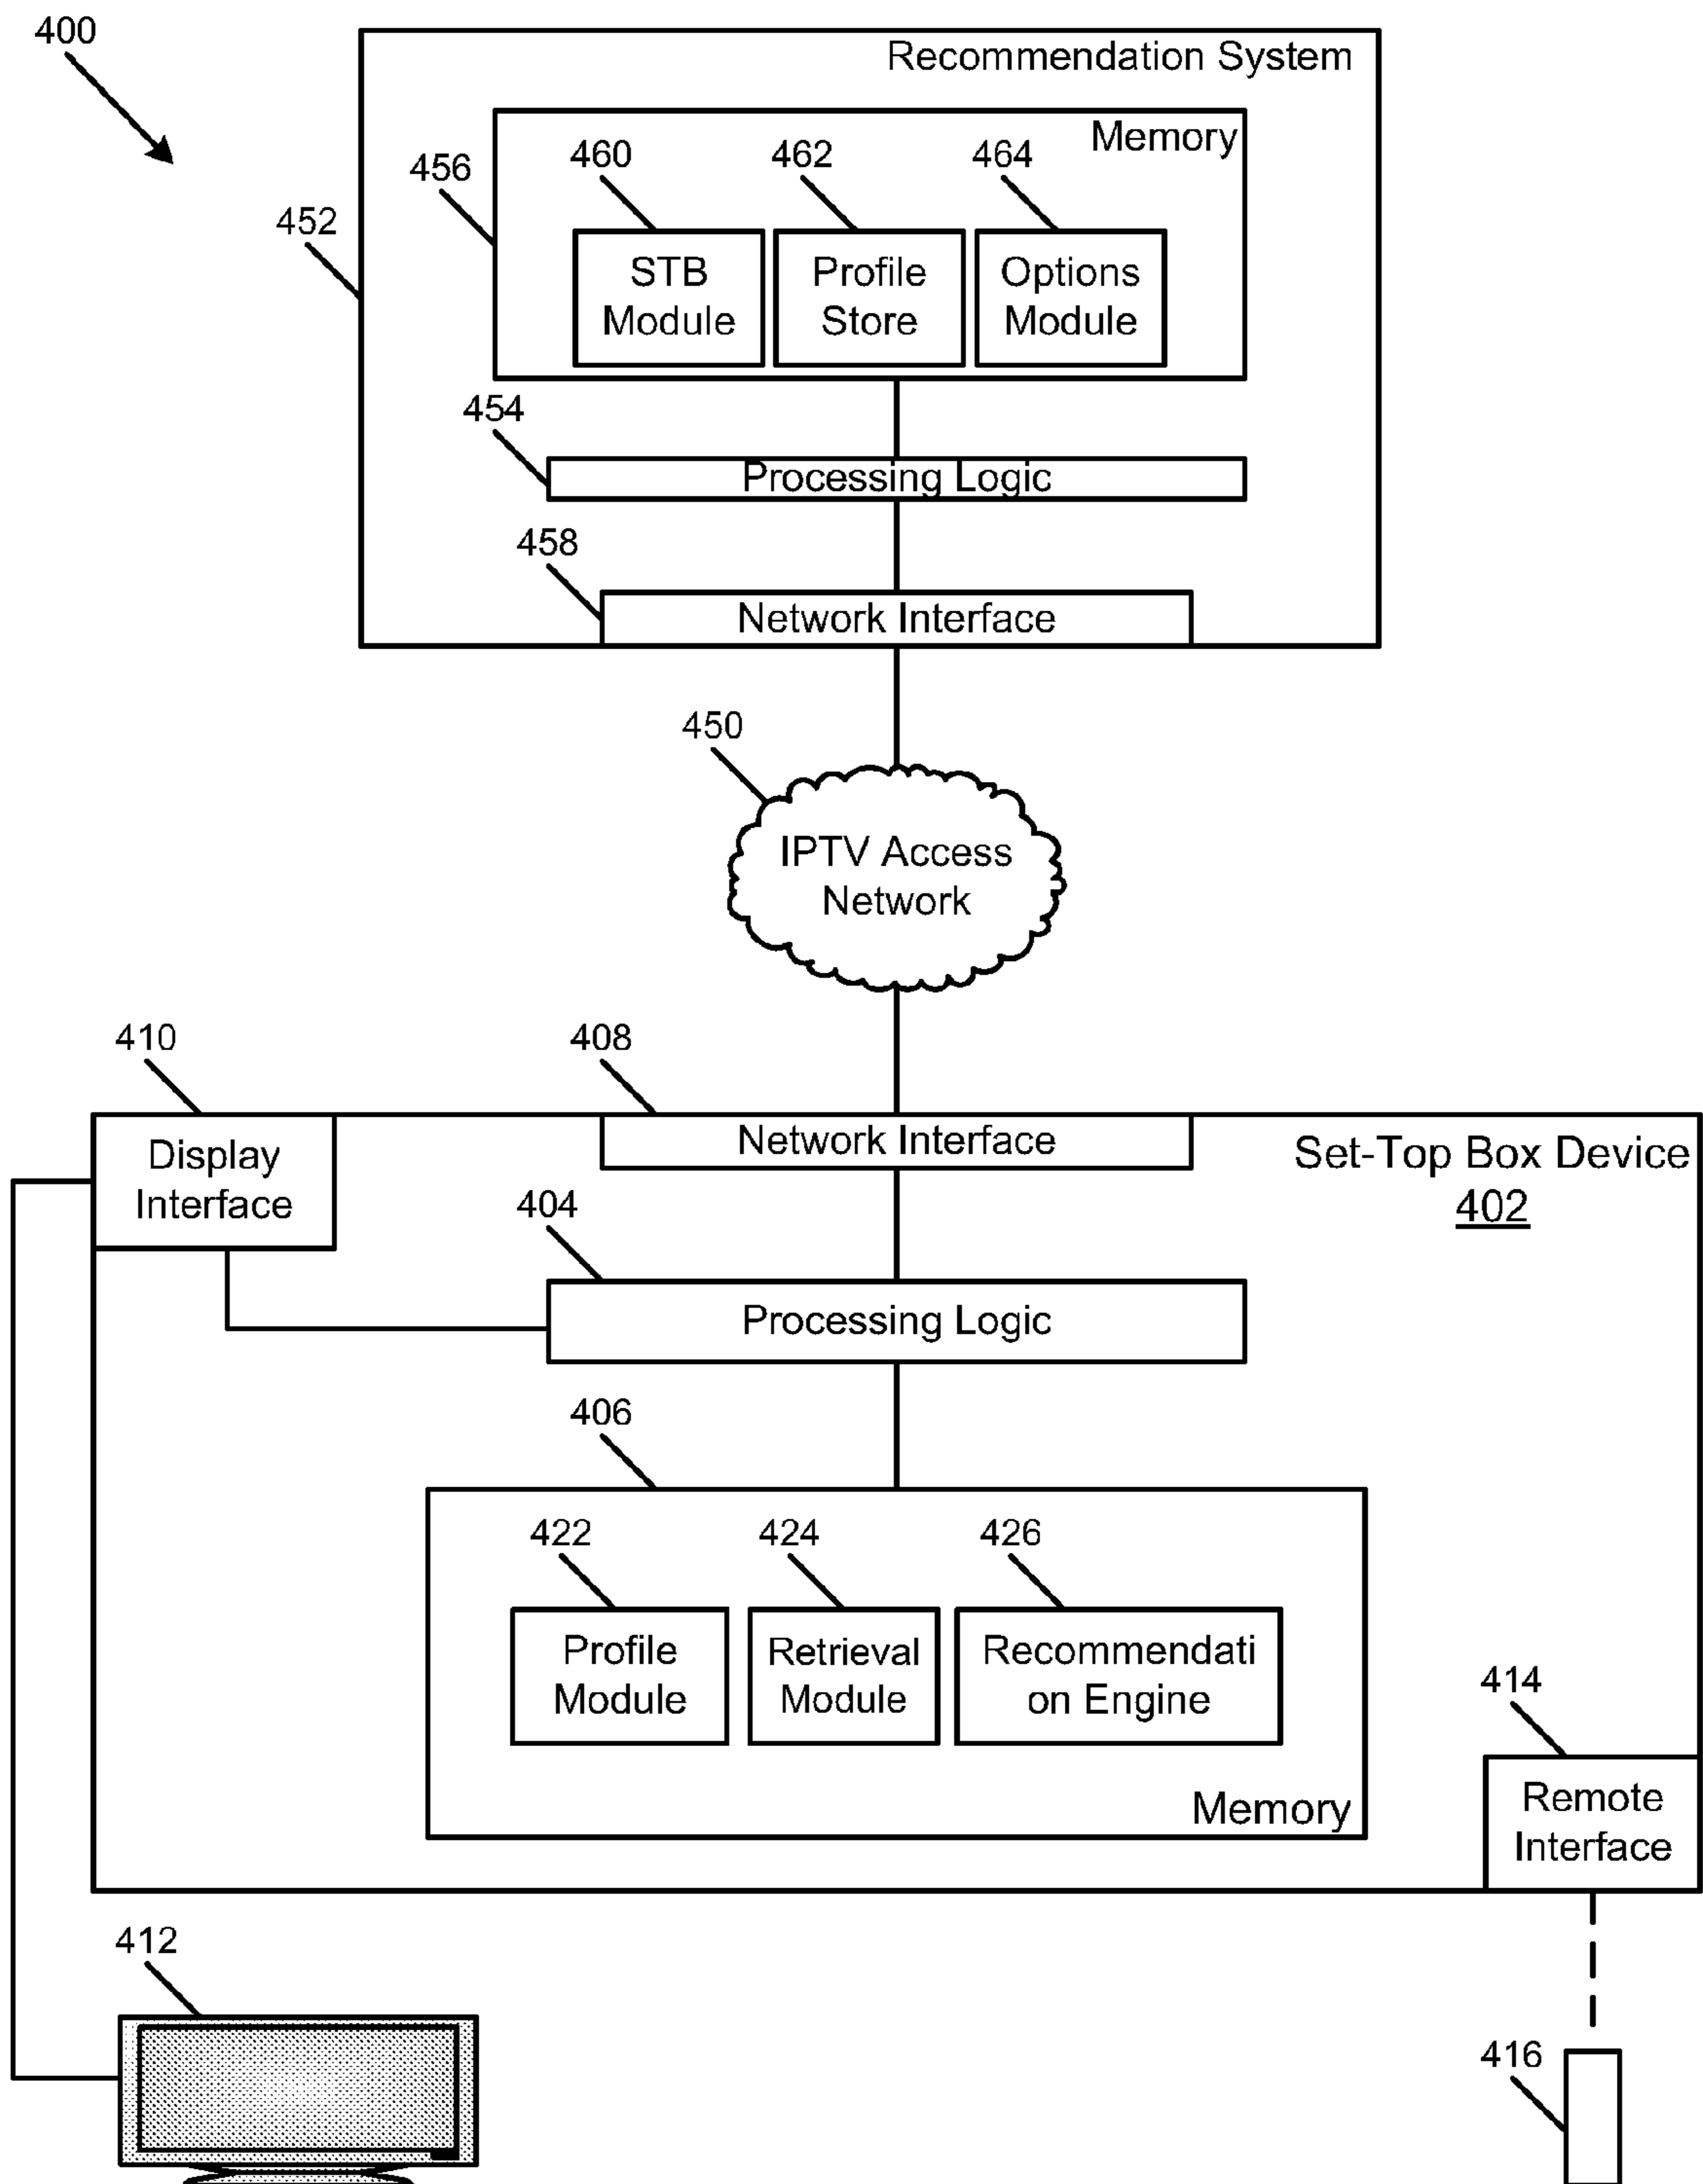 400
Recommendation System
Memory
456
460
462
464
452
STB
Module
Profile
Store
Options
Module
454
Processing Logic
458
Network Interface
450
IPTV Access
Network
410
408
Display
Interface
Network Interface
Set-Top Box Device
402
404
Processing Logic
406
422
424
426
Profile
Module
Retrieval
Module
Recommendati
on Engine
414
Memory
Remote
Interface
412
416